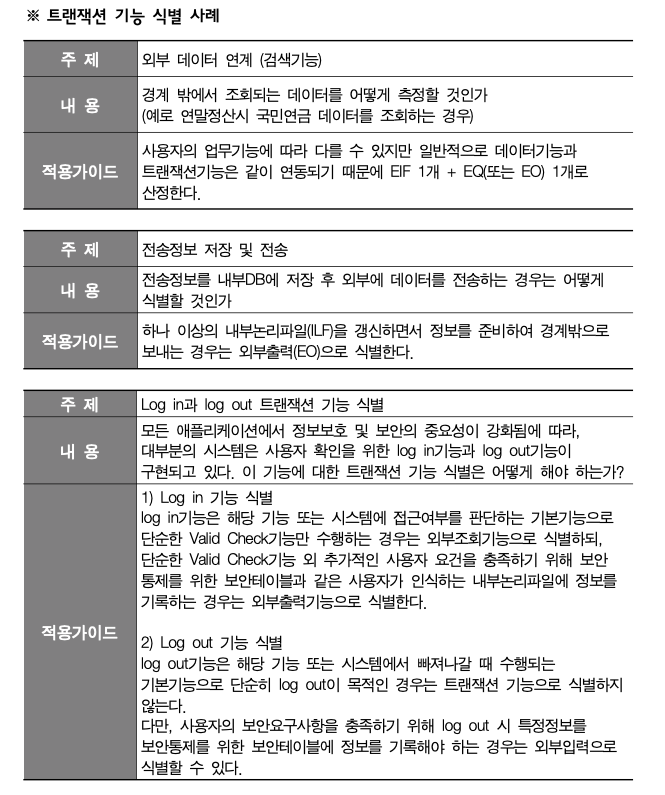 ※ 트랜잭션 기능 식별 사례
주 제
외부 데이터 연계 (검색기능)
내 용
경계 밖에서 조회되는 데이터를 어떻게 측정할 것인가
(예로 연말정산시 국민연금 데이터를 조회하는 경우)
적용가이드
사용자의 업무기능에 따라 다를 수 있지만 일반적으로 데이터기능과
트랜잭션기능은 같이 연동되기 때문에 EIF 1개 + EQ(또는 EO) 1개로
산정한다.
주 제
전송정보 저장 및 전송
내 용
전송정보를 내부DB에 저장 후 외부에 데이터를 전송하는 경우는 어떻게
식별할 것인가
적용가이드
하나 이상의 내부논리파일(ILF)을 갱신하면서 정보를 준비하여 경계밖으로
보내는 경우는 외부출력(EO)으로 식별한다.
주 제
Log in과 log out 트랜잭션 기능 식별
내 용
모든 애플리케이션에서 정보보호 및 보안의 중요성이 강화됨에 따라,
대부분의 시스템은 사용자 확인을 위한 log in기능과 log out기능이
구현되고 있다. 이 기능에 대한 트랜잭션 기능 식별은 어떻게 해야 하는가?
적용가이드
1) Log in 기능 식별
log in기능은 해당 기능 또는 시스템에 접근여부를 판단하는 기본기능으로
단순한 Valid Check기능만 수행하는 경우는 외부조회기능으로 식별하되,
단순한 Valid Check기능 외 추가적인 사용자 요건을 충족하기 위해 보안
통제를 위한 보안테이블과 같은 사용자가 인식하는 내부논리파일에 정보를
기록하는 경우는 외부출력기능으로 식별한다.
2) Log out 기능 식별
log out기능은 해당 기능 또는 시스템에서 빠져나갈 때 수행되는
기본기능으로 단순히 log out이 목적인 경우는 트랜잭션 기능으로 식별하지
않는다.
다만, 사용자의 보안요구사항을 충족하기 위해 log out 시 특정정보를
보안통제를 위한 보안테이블에 정보를 기록해야 하는 경우는 외부입력으로
식별할 수 있다.